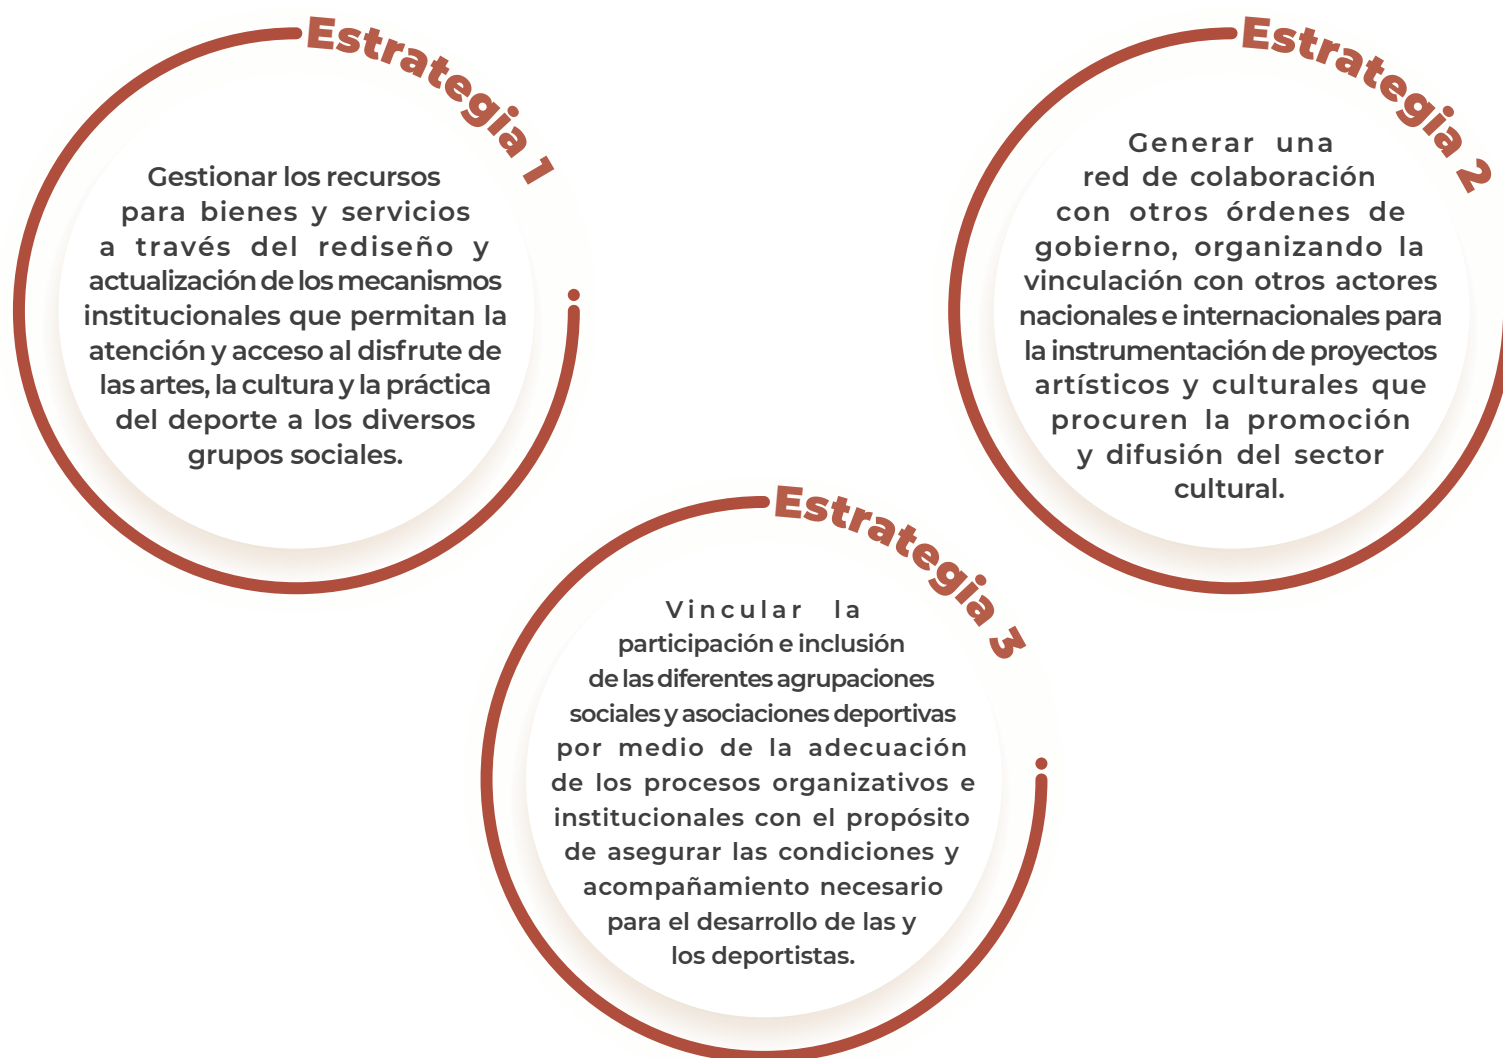 Estrategia 1
Gestionar los recursos
para bienes y servicios
a través del rediseño y
actualización de los mecanismos
institucionales que permitan la
atención y acceso al disfrute de
las artes, la cultura y la práctica
del deporte a los diversos
grupos sociales.
Estrategia 2
Generar una
red de colaboración
con otros órdenes de
gobierno, organizando la
vinculación con otros actores
nacionales e internacionales para
la instrumentación de proyectos
artísticos y culturales que
procuren la promoción
y difusión del sector
cultural.
Estrategia 3
Vincular la
participación e inclusión
de las diferentes agrupaciones
sociales y asociaciones deportivas
por medio de la adecuación
de los procesos organizativos e
institucionales con el propósito
de asegurar las condiciones y
acompañamiento necesario
para el desarrollo de las y
los deportistas.